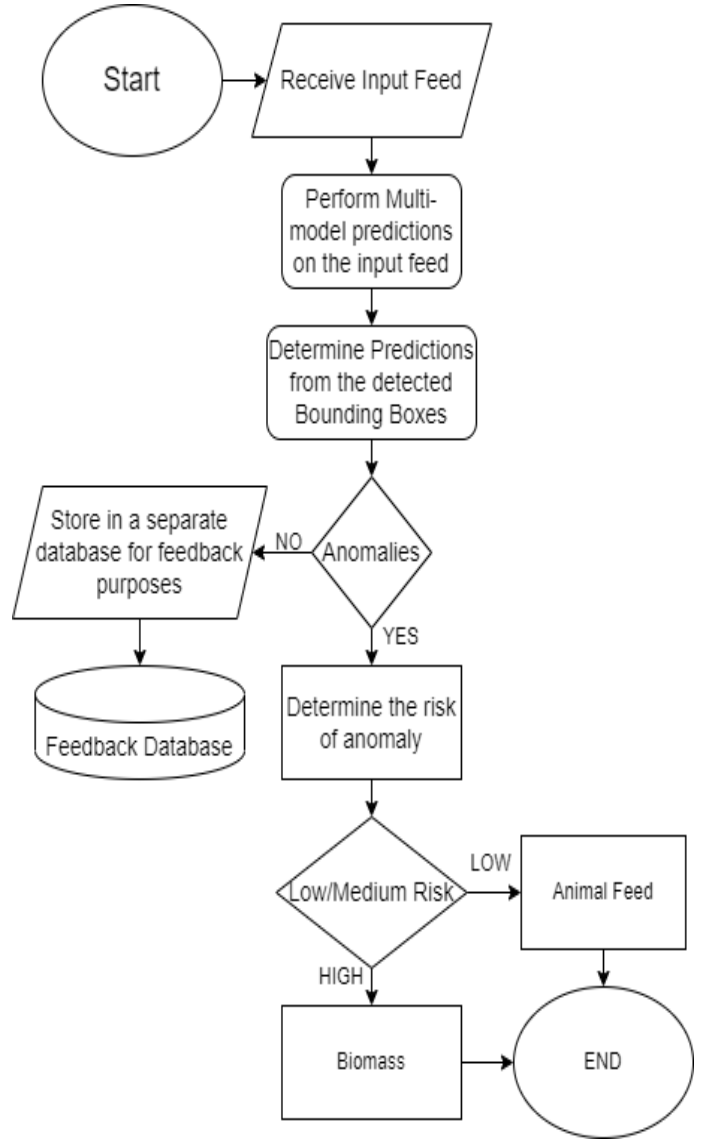 Start
Receive Input Feed
Perform Multi-
model predictions
on the input feed
Determine Predictions
from the detected
Bounding Boxes
Anomalies
NO
Store in a separate
database for feedback
purposes
Feedback Database
YES
Determine the risk
of anomaly
Low/Medium Risk
LOW
Animal Feed
HIGH
Biomass
END